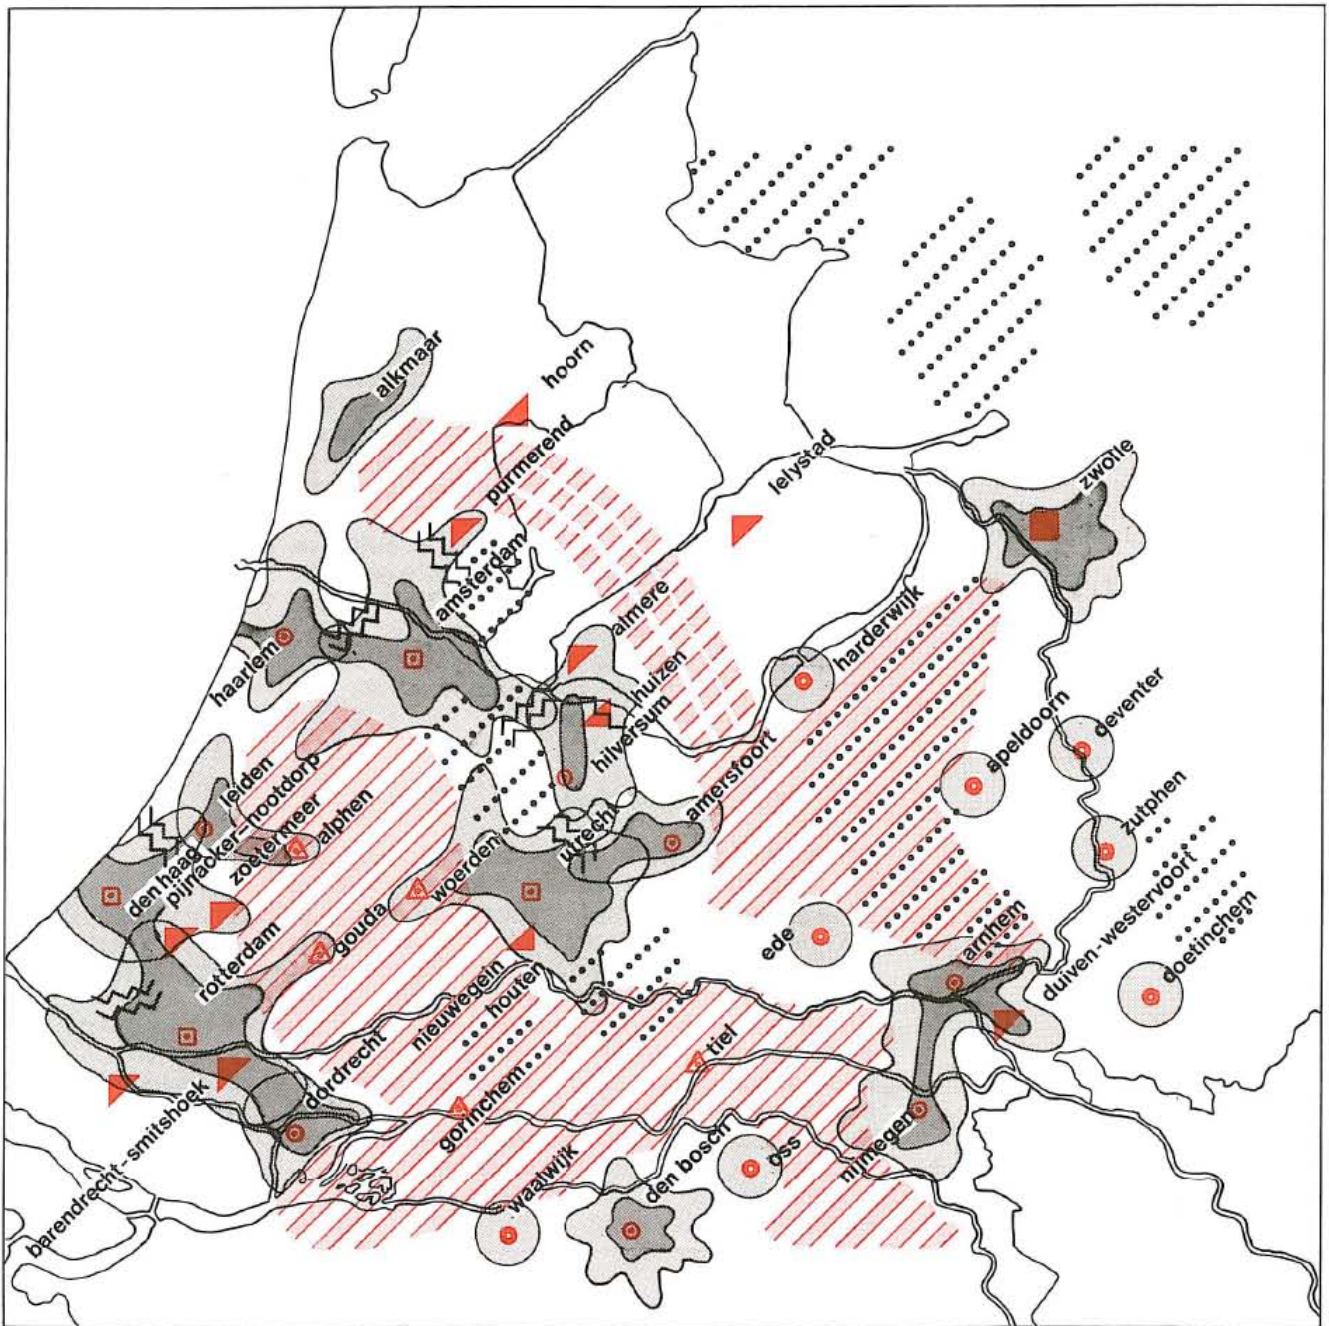 alkmaar
hoorn
purmerend
lelystad
zwolle
amsterdam
almere
harderwijk
haarlem
huizen
hilversum
apeldoorn
deventer
amersfoort
leiden
zutphen
alphen
zoetermeer
pijnacker-nootdorp
den haag
utrecht
woerden
duiven-westervoort
doetinchem
gouda
rotterdam
ede
arnhem
nieuwegein
houten
tiel
dordrecht
gorinchem
barendrecht-smitshoek
waalwijk
den bosch
oss
nijmegen